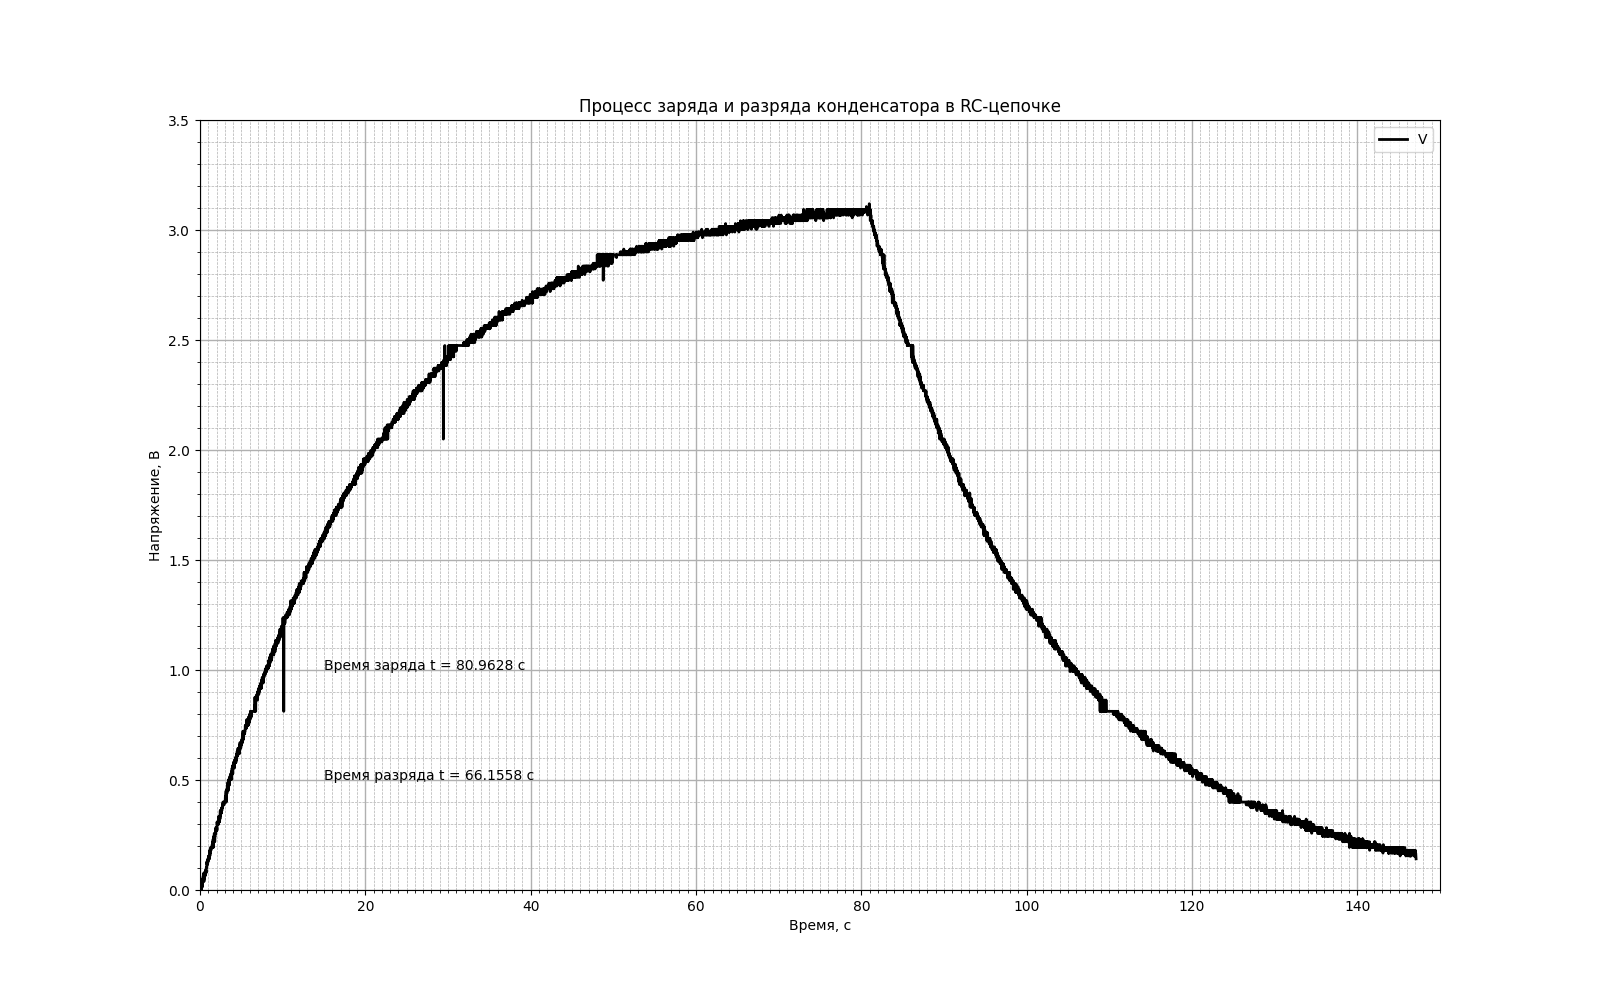 Процесс заряда и разряда конденсатора в RC-цепочке
V
3.5
3.0
2.5
2.0
1.5
1.0
0.5
0.0
Напряжение, В
Время заряда t = 80.9628 с
Время разряда t = 66.1558 с
0 20 40 60 80 100 120 140
Время, с